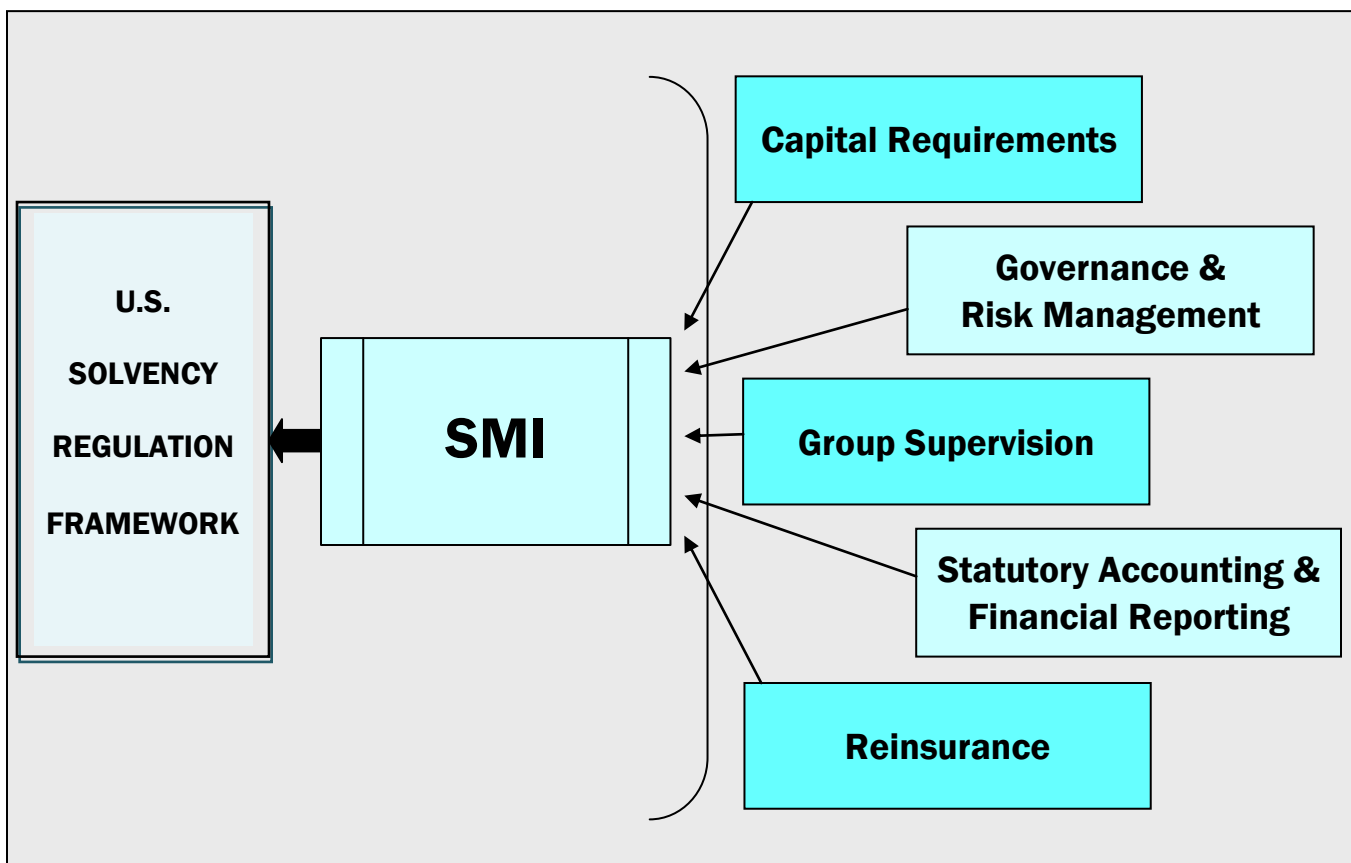 U.S.
SOLVENCY
REGULATION
FRAMEWORK
SMI
Capital Requirements
Governance &
Risk Management
Group Supervision
Statutory Accounting &
Financial Reporting
Reinsurance